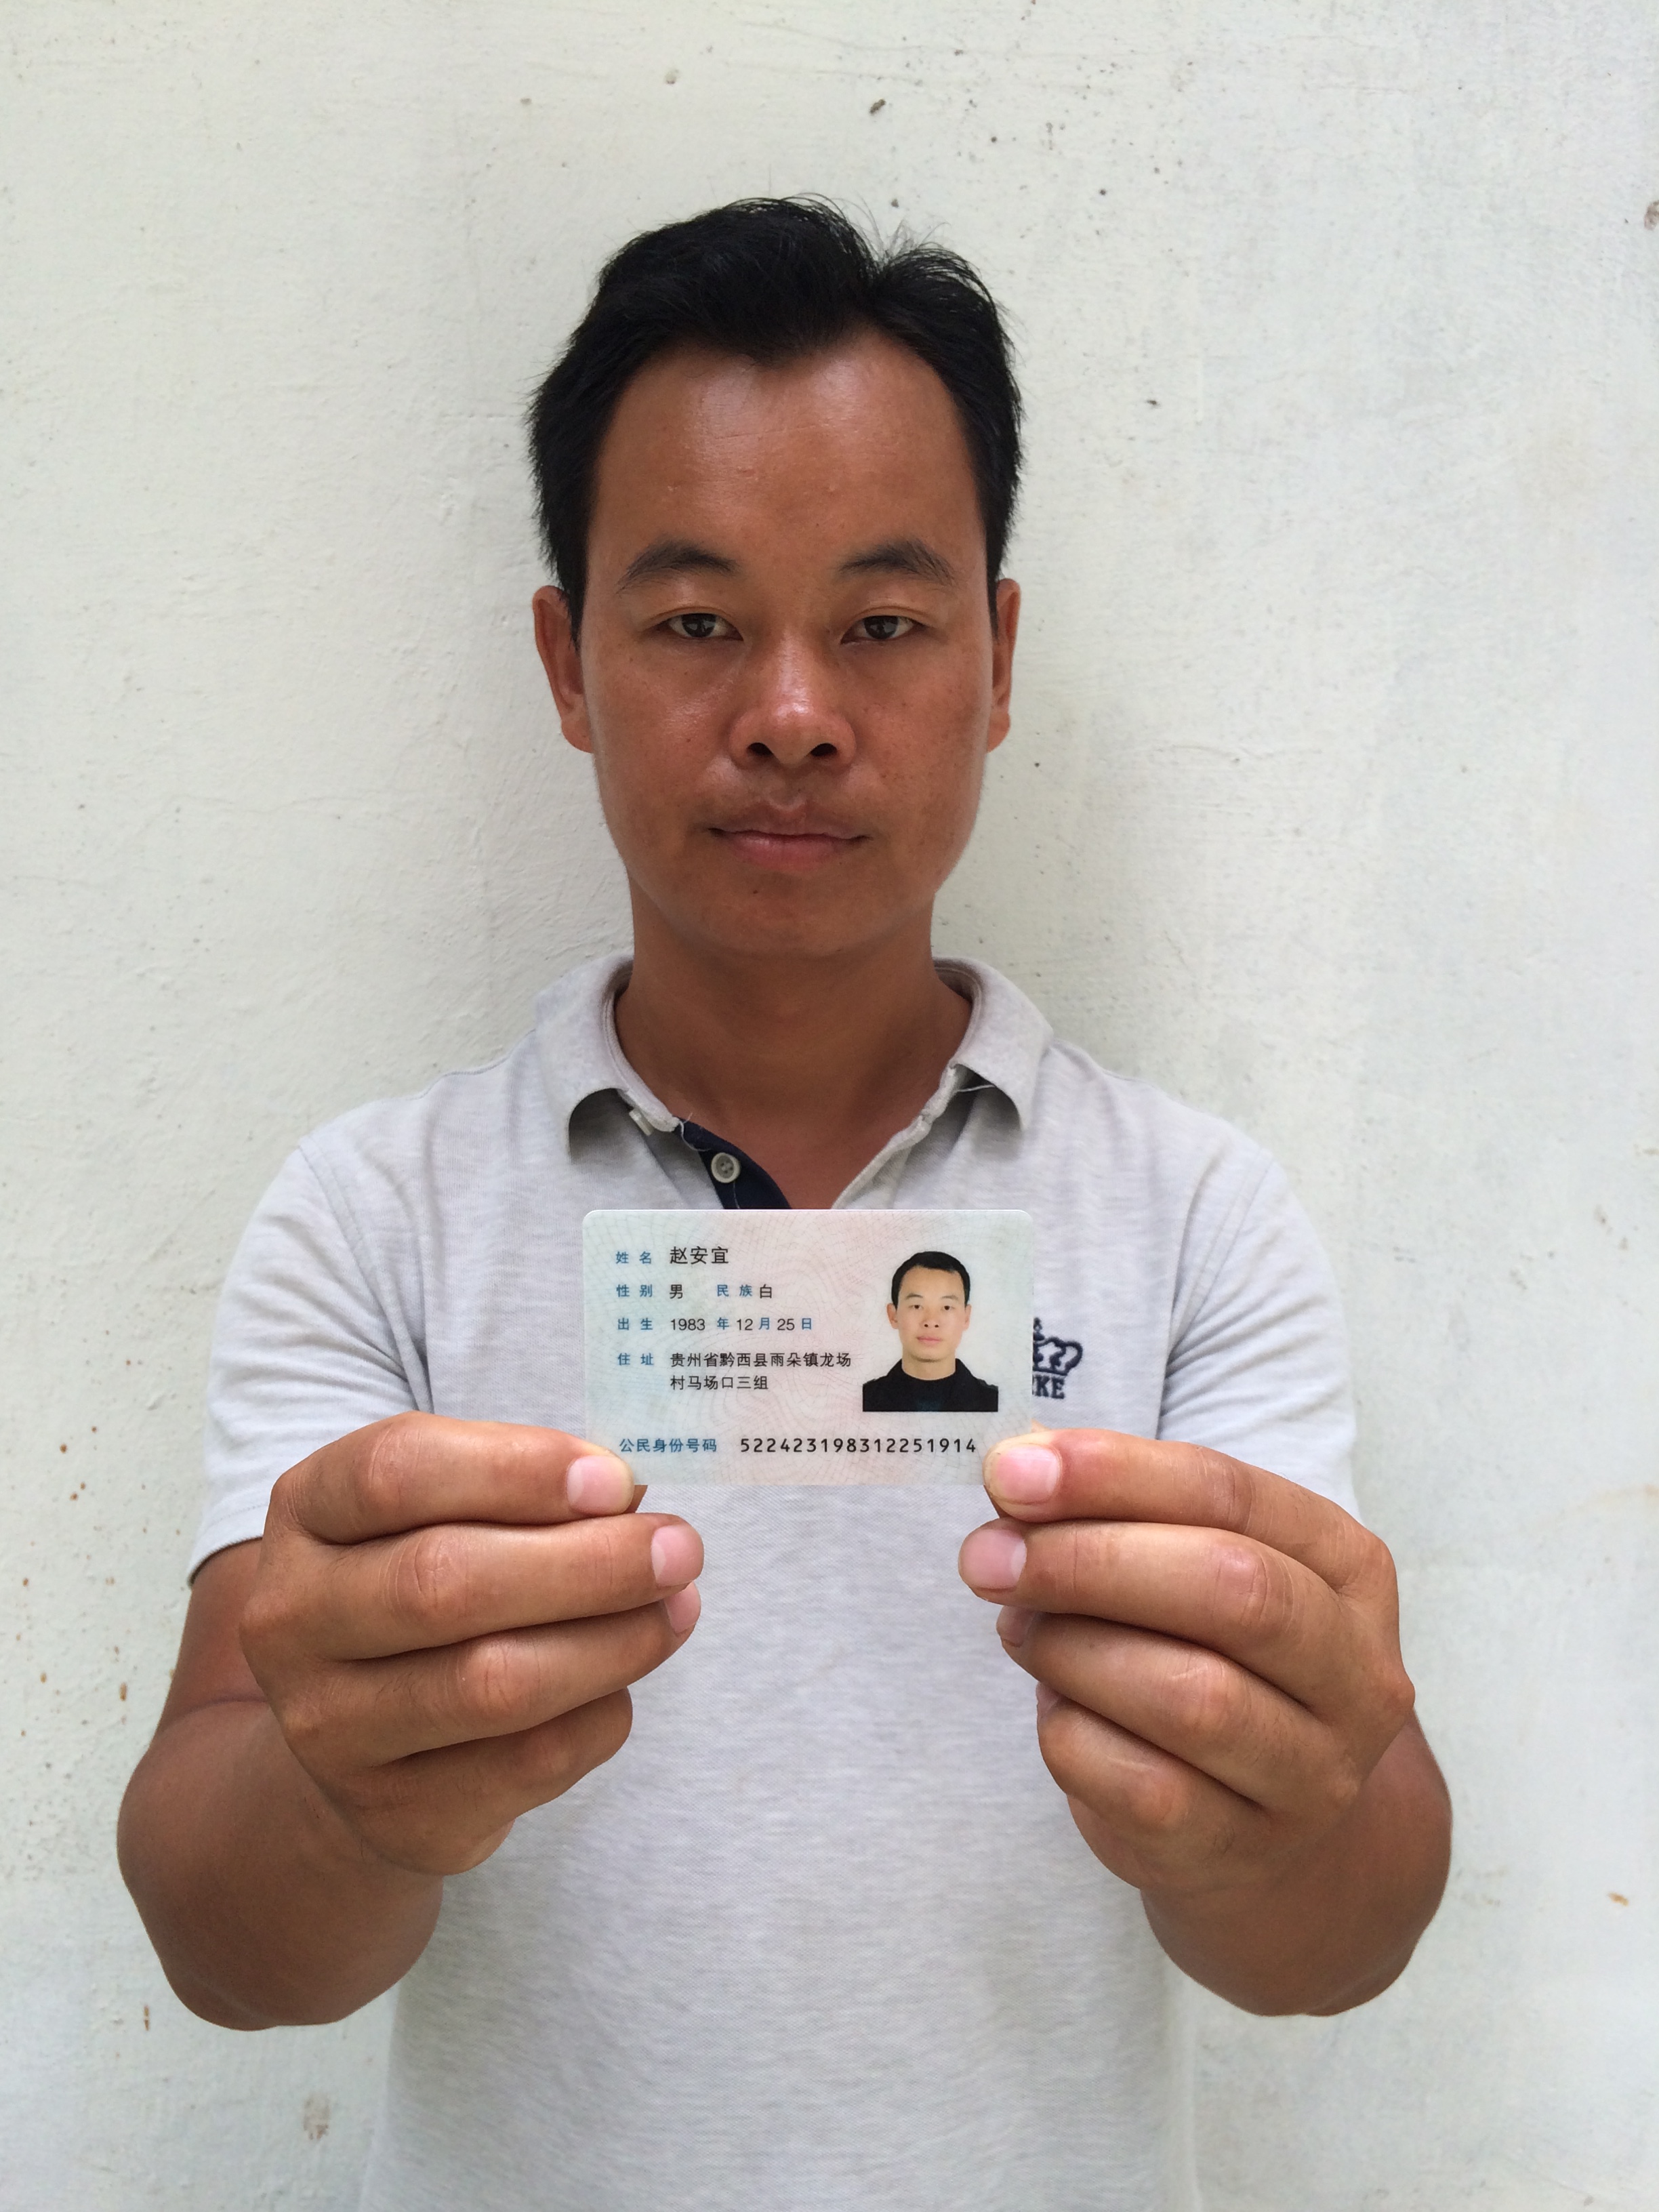 姓名 赵安宜
性别 男 民族 白
出生 1983 年 12 月 25 日
住址 贵州省黔西县雨朵镇龙场
村马场口三组
公民身份号码 522423198312251914
KE